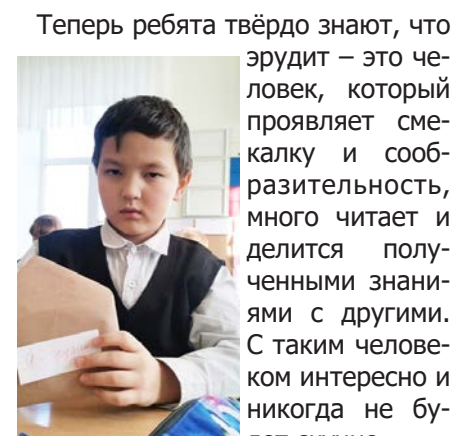 Теперь ребята твёрдо знают, что
эрудит – это че-
ловек, который
проявляет сме-
калку и сооб-
разительность,
много читает и
делится полу-
ченными знани-
ями с другими.
С таким челове-
ком интересно и
никогда не бу-